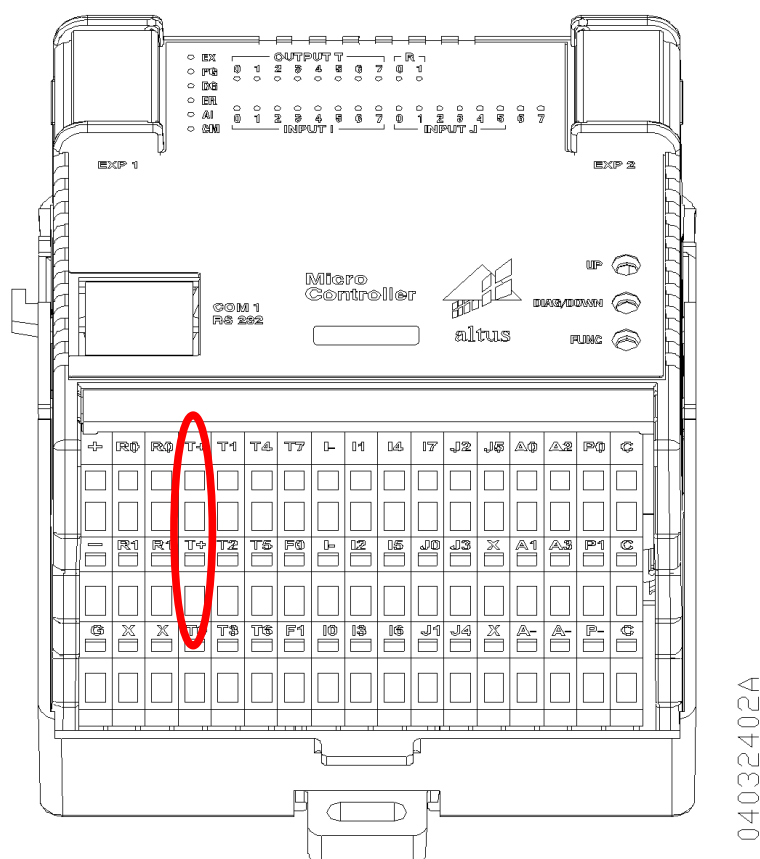 EX OUTPUT T R
PG 0 1 2 3 4 5 6 7 0 1
DG
ER
AI 0 1 2 3 4 5 6 7 0 1 2 3 4 5 6 7
CM INPUT I INPUT J
EXP 1 EXP 2
UP
Micro
Controller
COM 1
RS 232
DIAG/DOWN
altus
FUNC
+ R0 R0 T+ T1 T4 T7 I- I1 I4 I7 J2 J5 A0 A2 P0 C
- R1 R1 T+ T2 T5 F0 I- I2 I5 J0 J3 X A1 A3 P1 C
G X X T3 T6 F1 I0 I3 I6 J1 J4 X A- A- P- C
04032402A